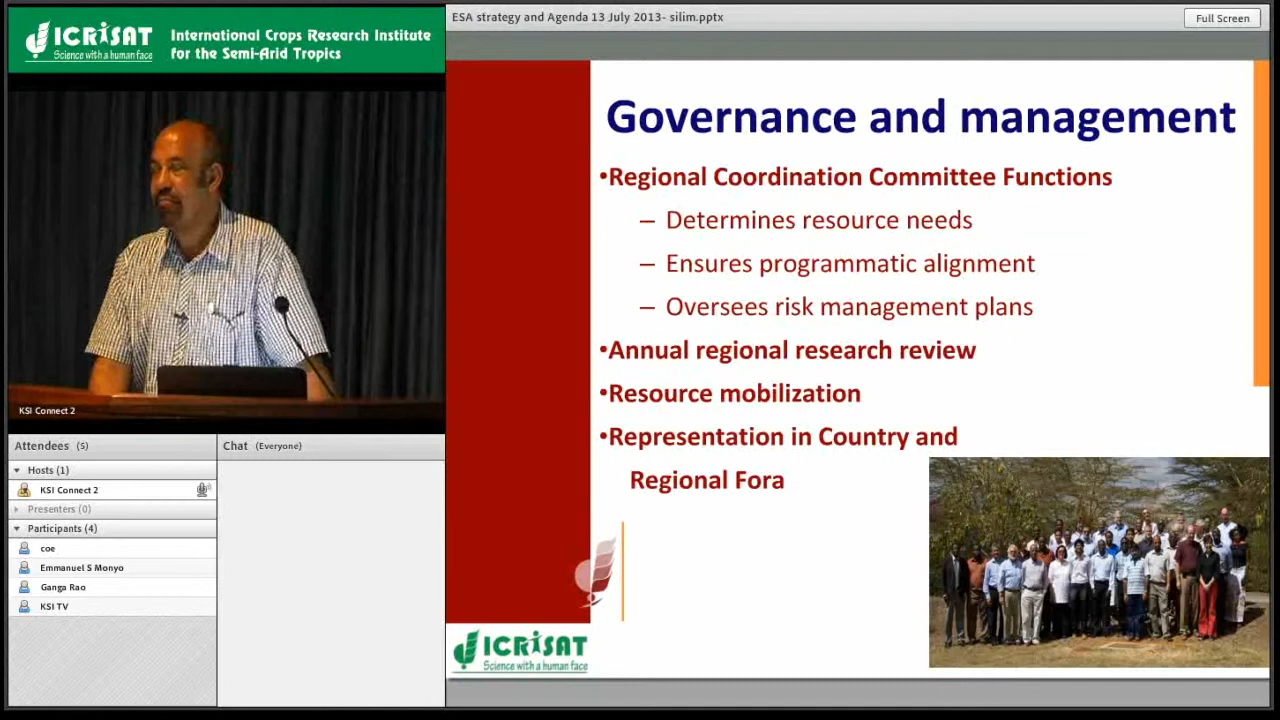 ICRISAT
Science with a human face
International Crops Research Institute
for the Semi-Arid Tropics
KSI Connect 2
Attendees (5)
Hosts (1)
KSI Connect 2
Presenters (0)
Participants (4)
coe
Emmanuel S Monyo
Ganga Rao
KSI TV
Chat (Everyone)
ESA strategy and Agenda 13 July 2013- silim.pptx
Full Screen
Governance and management
•Regional Coordination Committee Functions
– Determines resource needs
– Ensures programmatic alignment
– Oversees risk management plans
•Annual regional research review
•Resource mobilization
•Representation in Country and
Regional Fora
ICRISAT
Science with a human face